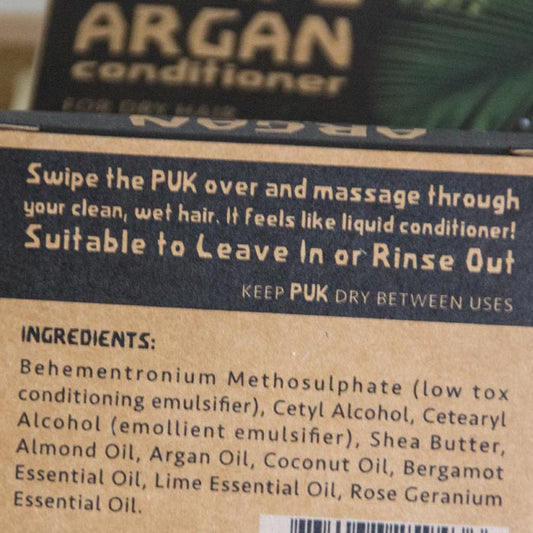 ARGAN
conditioner
FOR DRY HAIR
ARGAN ARGAN
Swipe the PUK over and massage through
your clean, wet hair. It feels like liquid conditioner!
Suitable to Leave In or Rinse Out
KEEP PUK DRY BETWEEN USES
INGREDIENTS:
Behementronium Methosulphate (low tox
conditioning emulsifier), Cetyl Alcohol, Cetearyl
Alcohol (emollient emulsifier), Shea Butter,
Almond Oil, Argan Oil, Coconut Oil, Bergamot
Essential Oil, Lime Essential Oil, Rose Geranium
Essential Oil.